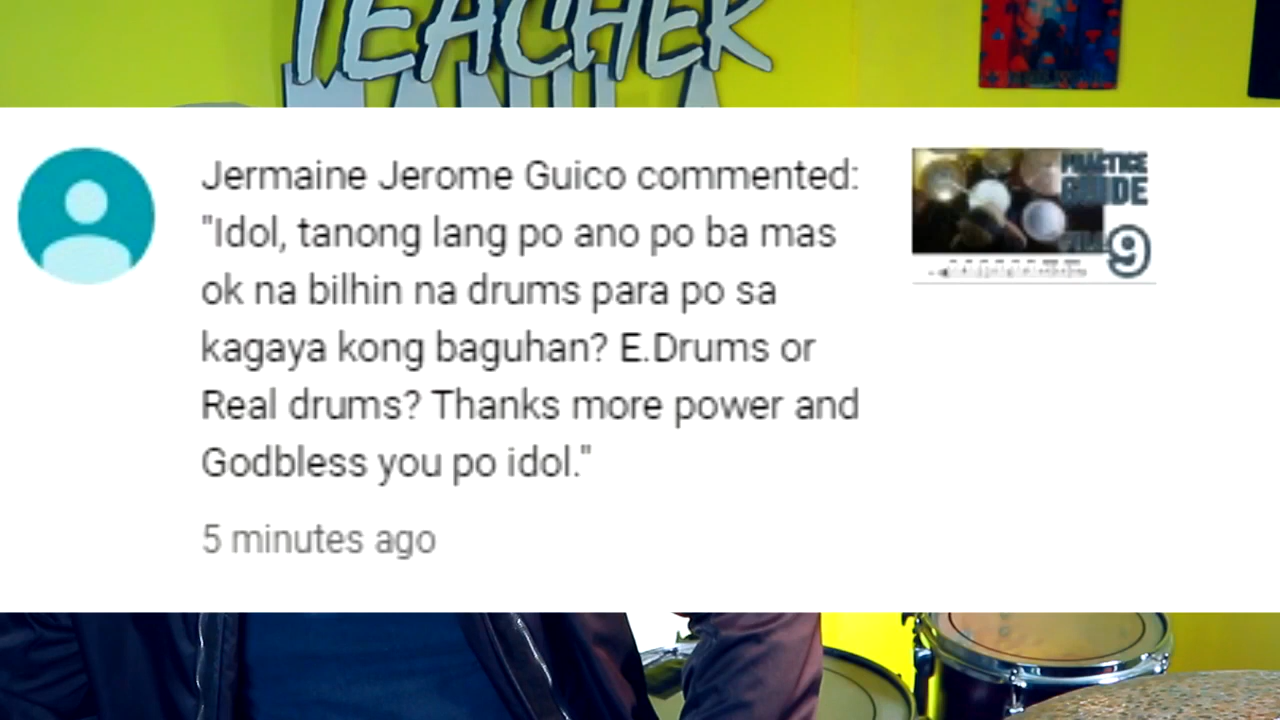 TEACHER
MANILA
Jermaine Jerome Guico commented:
"Idol, tanong lang po ano po ba mas
ok na bilhin na drums para po sa
kagaya kong baguhan? E.Drums or
Real drums? Thanks more power and
Godbless you po idol."
5 minutes ago
PRACTICE
GUIDE
9